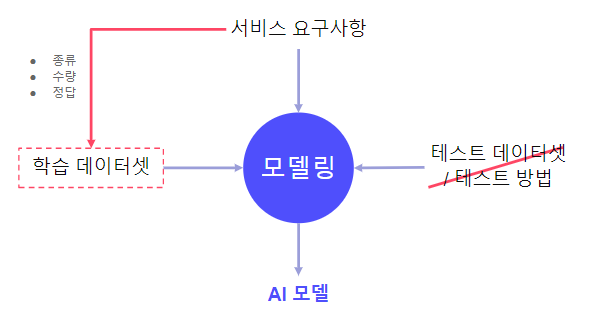 서비스 요구사항
• 종류
• 수량
• 정답
학습 데이터셋
모델링
테스트 데이터셋
/ 테스트 방법
AI 모델